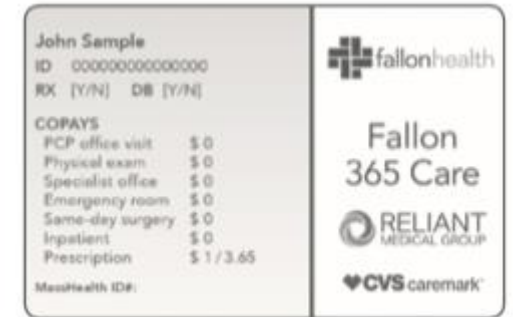 John Sample
ID 000000000000000
RX [Y/N] DB [Y/N]
COPAYS
PCP office visit $ 0
Physical exam $ 0
Specialist office $ 0
Emergency room $ 0
Same-day surgery $ 0
Inpatient $ 0
Prescription $ 1 / 3.65
MassHealth ID#:
fallonhealth
Fallon
365 Care
RELIANT
MEDICAL GROUP
CVS caremark